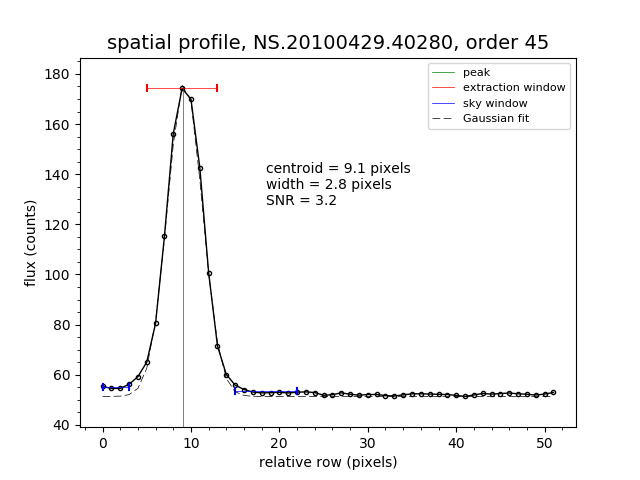 spatial profile, NS.20100429.40280, order 45
180
160
140
120
100
80
60
40
flux (counts)
peak
extraction window
sky window
Gaussian fit
centroid = 9.1 pixels
width = 2.8 pixels
SNR = 3.2
0 10 20 30 40 50
relative row (pixels)